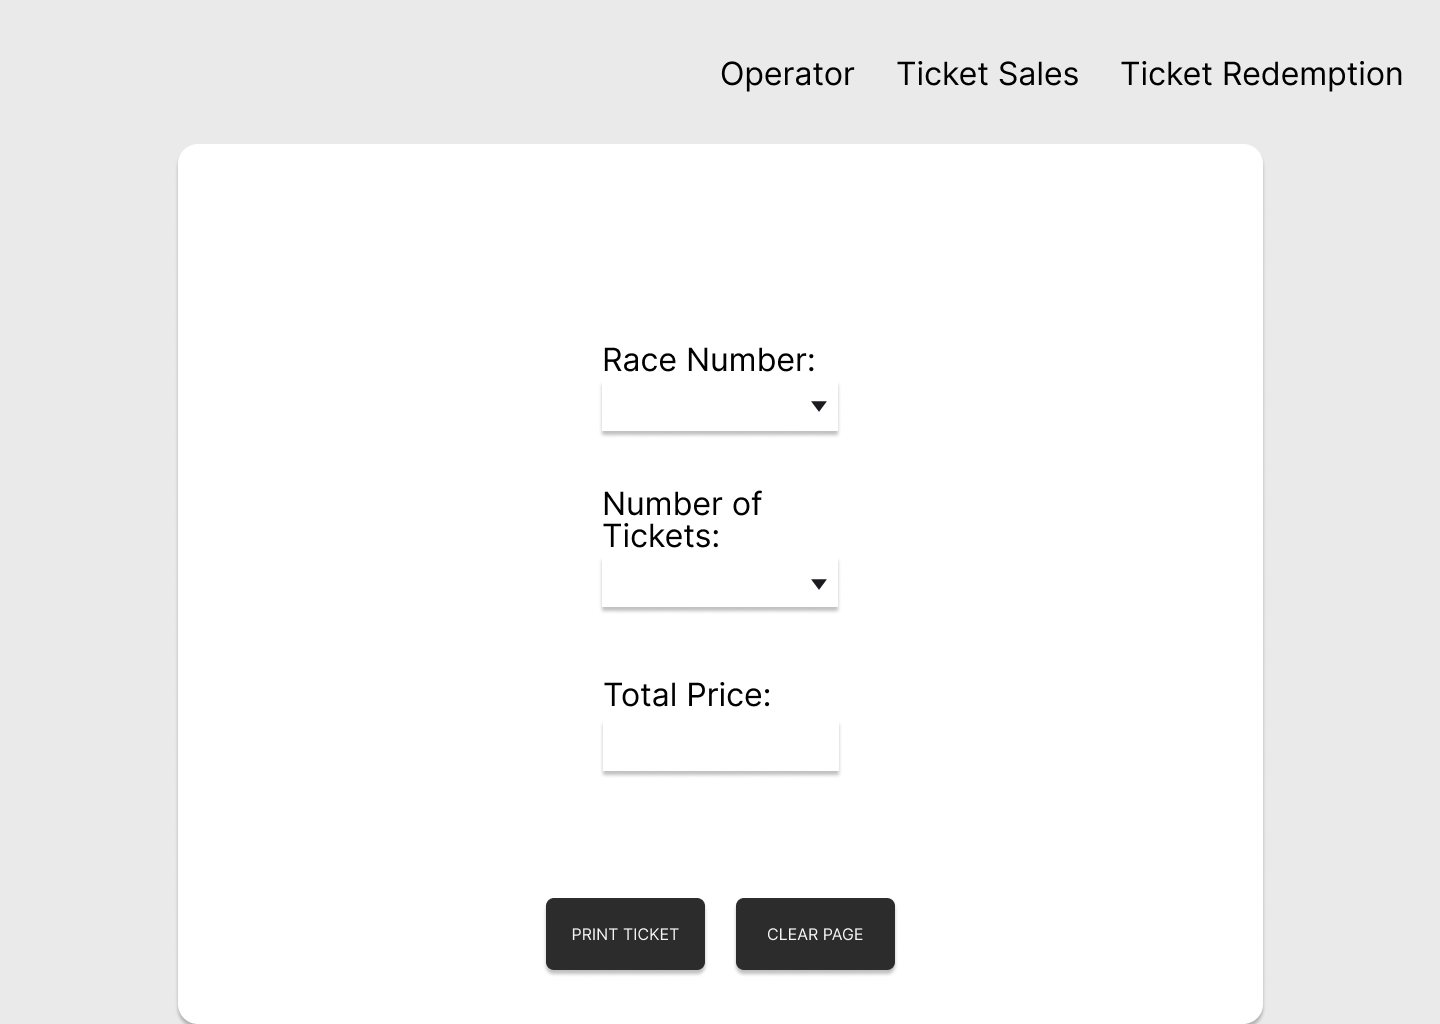 Operator Ticket Sales Ticket Redemption
Race Number:
Number of
Tickets:
Total Price:
PRINT TICKET CLEAR PAGE